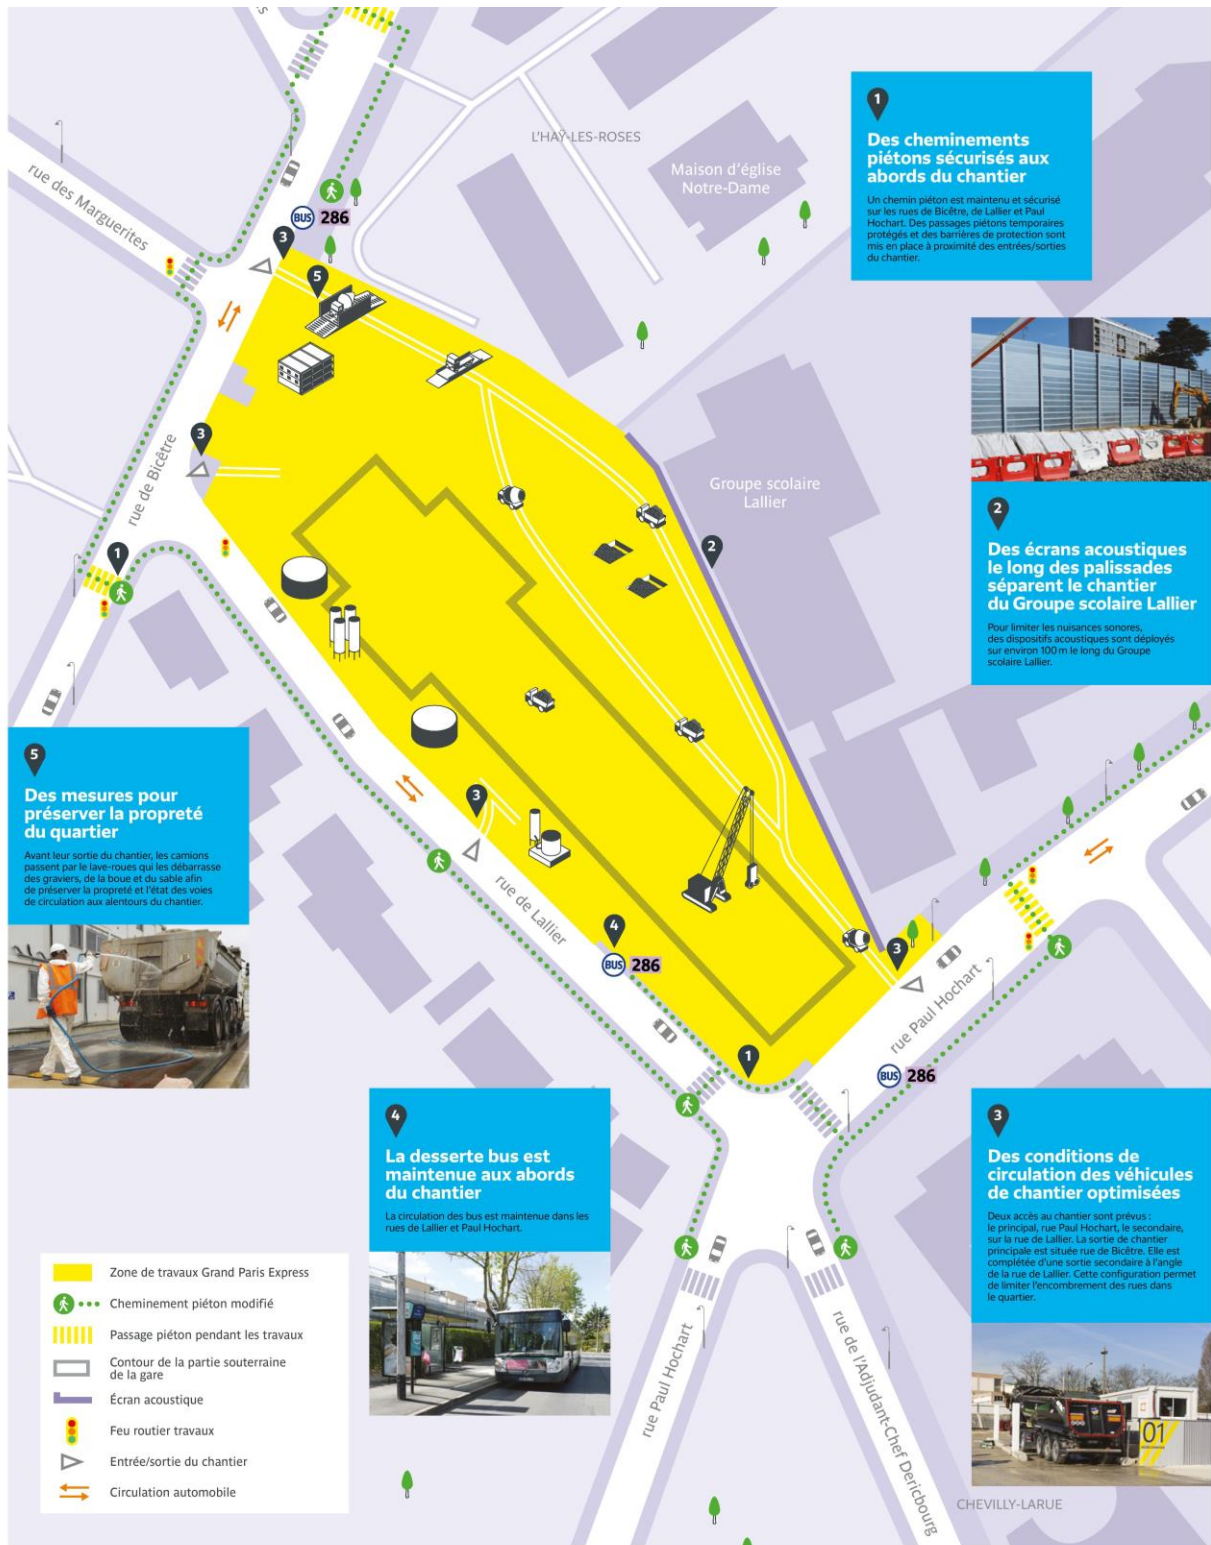 L'HAŸ-LES-ROSES
Maison d'église
Notre-Dame
rue des Marguerites
BUS 286
3
5
1
Des cheminements
piétons sécurisés aux
abords du chantier
Un chemin piéton est maintenu et sécurisé
sur les rues de Bicêtre, de Lallier et Paul
Hochart. Des passages piétons temporaires
protégés et des barrières de protection sont
mis en place à proximité des entrées/sorties
du chantier.
3
rue de Bicêtre
Groupe scolaire
Lallier
2
1
2
Des écrans acoustiques
le long des palissades
séparent le chantier
du Groupe scolaire Lallier
Pour limiter les nuisances sonores,
des dispositifs acoustiques sont déployés
sur environ 100 m le long du Groupe
scolaire Lallier.
5
Des mesures pour
préserver la propreté
du quartier
Avant leur sortie du chantier, les camions
passent par le lave-roues qui les débarrasse
des graviers, de la boue et du sable afin
de préserver la propreté et l'état des voies
de circulation aux alentours du chantier.
3
rue de Lallier
4
BUS 286
3
rue Paul Hochart
1
BUS 286
4
La desserte bus est
maintenue aux abords
du chantier
La circulation des bus est maintenue dans les
rues de Lallier et Paul Hochart.
3
Des conditions de
circulation des véhicules
de chantier optimisées
Deux accès au chantier sont prévus :
le principal, rue Paul Hochart, le secondaire,
sur la rue de Lallier. La sortie de chantier
principale est située rue de Bicêtre. Elle est
complétée d'une sortie secondaire à l'angle
de la rue de Lallier. Cette configuration permet
de limiter l'encombrement des rues dans
le quartier.
Zone de travaux Grand Paris Express
Cheminement piéton modifié
Passage piéton pendant les travaux
Contour de la partie souterraine
de la gare
Écran acoustique
Feu routier travaux
Entrée/sortie du chantier
Circulation automobile
rue Paul Hochart
rue de l'Adjudant-Chef Dericbourg
01
CHEVILLY-LARUE